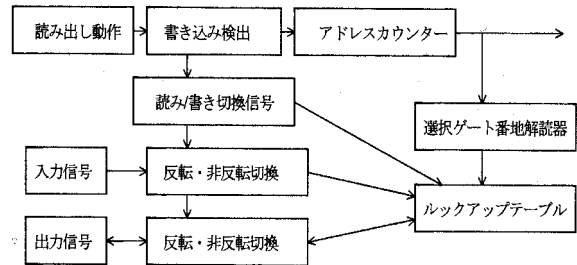 読み出し動作
書き込み検出
アドレスカウンター
読み/書き切換信号
選択ゲート番地解読器
入力信号
反転・非反転切換
ルックアップテーブル
出力信号
反転・非反転切換